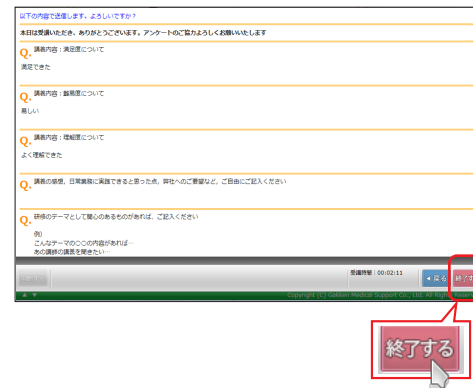 以下の内容で送信します、よろしいですか?
本日は受講いただき、ありがとうございます。アンケートのご協力よろしくお願いいたします
Q. 講義内容:満足度について
満足できた
Q. 講義内容:難易度について
易しい
Q. 講義内容:理解度について
よく理解できた
Q. 講義の感想、日常業務に実践できると思った点、弊社へのご要望など、ご自由にご記入ください
Q. 研修のテーマとして関心のあるものがあれば、ご記入ください
例)
こんなテーマの○○の内容があれば…
あの講師の講義を聞きたい…
受講時間 00:02:11
戻る
終了す
Copyright (C) Gakken Medical Support Co., Ltd. All Rights Reserv
終了する